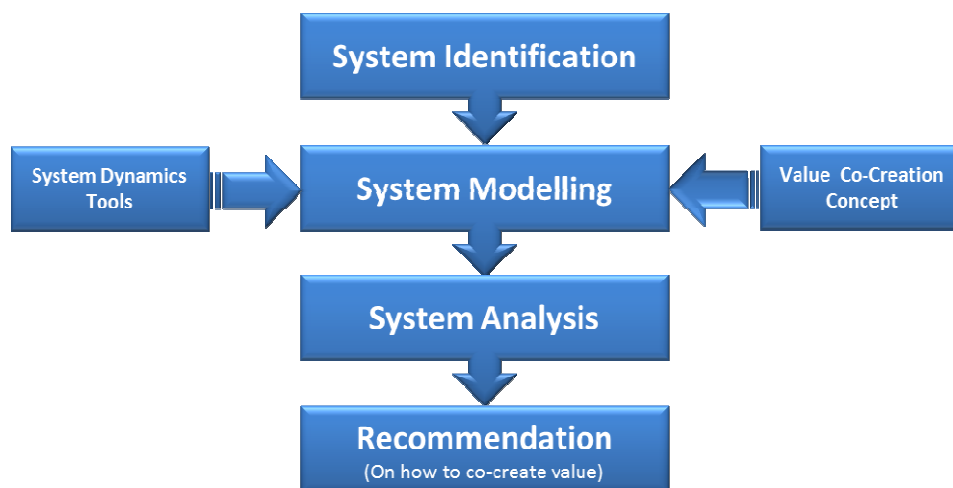 System Identification
System Dynamics
Tools
System Modelling
Value Co-Creation
Concept
System Analysis
Recommendation
(On how to co-create value)